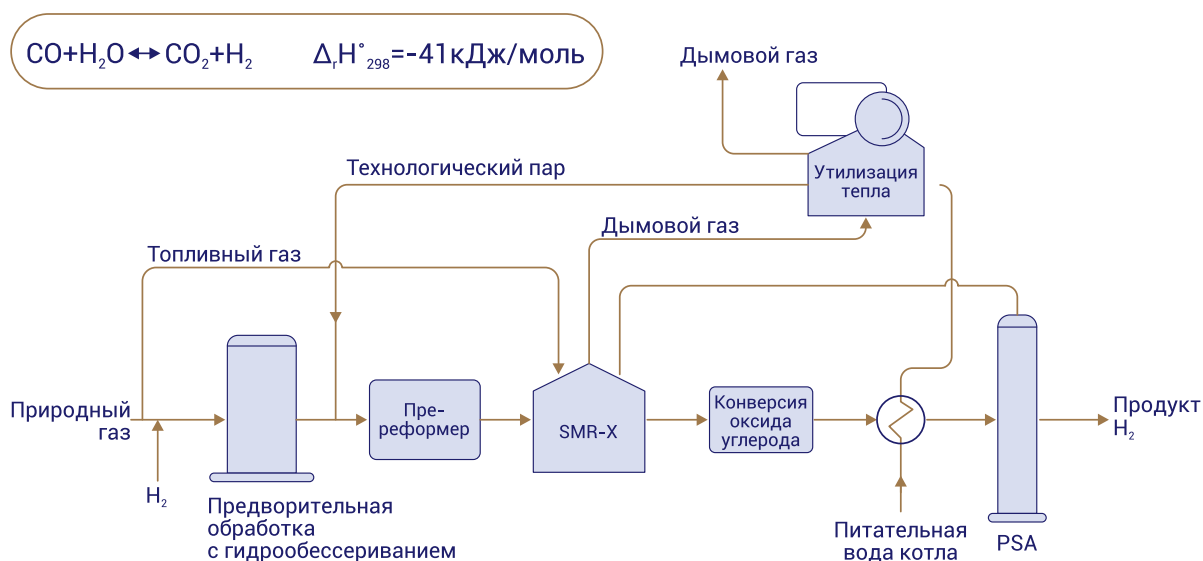 CO+H₂O↔CO₂+H₂ ΔᵣH°₂₉₈=-41кДж/моль
Дымовой газ
Утилизация
тепла
Технологический пар
Дымовой газ
Топливный газ
Природный
газ
H₂
Предворительная
обработка
с гидрообессериванием
Пре-
реформер
SMR-X
Конверсия
оксида
углерода
Питательная
вода котла
PSA
Продукт
H₂